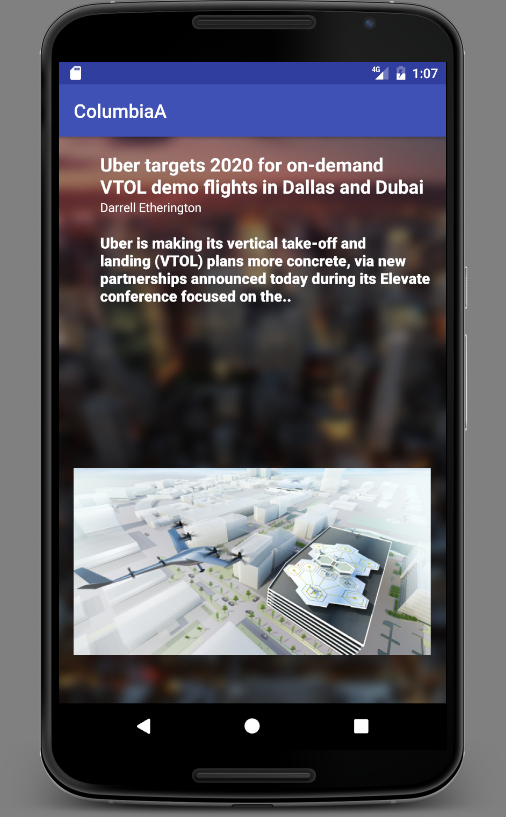 4G 1:07
ColumbiaA
Uber targets 2020 for on-demand
VTOL demo flights in Dallas and Dubai
Darrell Etherington
Uber is making its vertical take-off and
landing (VTOL) plans more concrete, via new
partnerships announced today during its Elevate
conference focused on the..